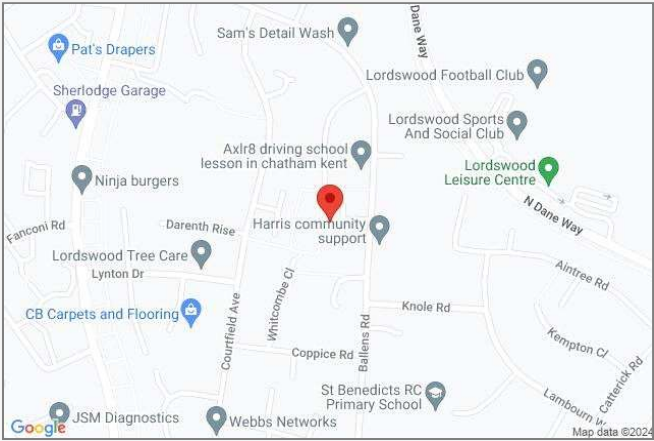 Sam's Detail Wash
Dane Way
Pat's Drapers
Lordswood Football Club
Sherlodge Garage
Lordswood Sports
And Social Club
Axlr8 driving school
lesson in chatham kent
Lordswood
Leisure Centre
Ninja burgers
N Dane Way
Fanconi Rd
Darenth Rise
Harris community
support
Lordswood Tree Care
Lynton Dr
Aintree Rd
Whitcombe Cl
CB Carpets and Flooring
Courtfield Ave
Knole Rd
Ballens Rd
Kempton Cl
Coppice Rd
Catterick Rd
St Benedicts RC
Primary School
Lambourn W
JSM Diagnostics
Webbs Networks
Google
Map data ©2024